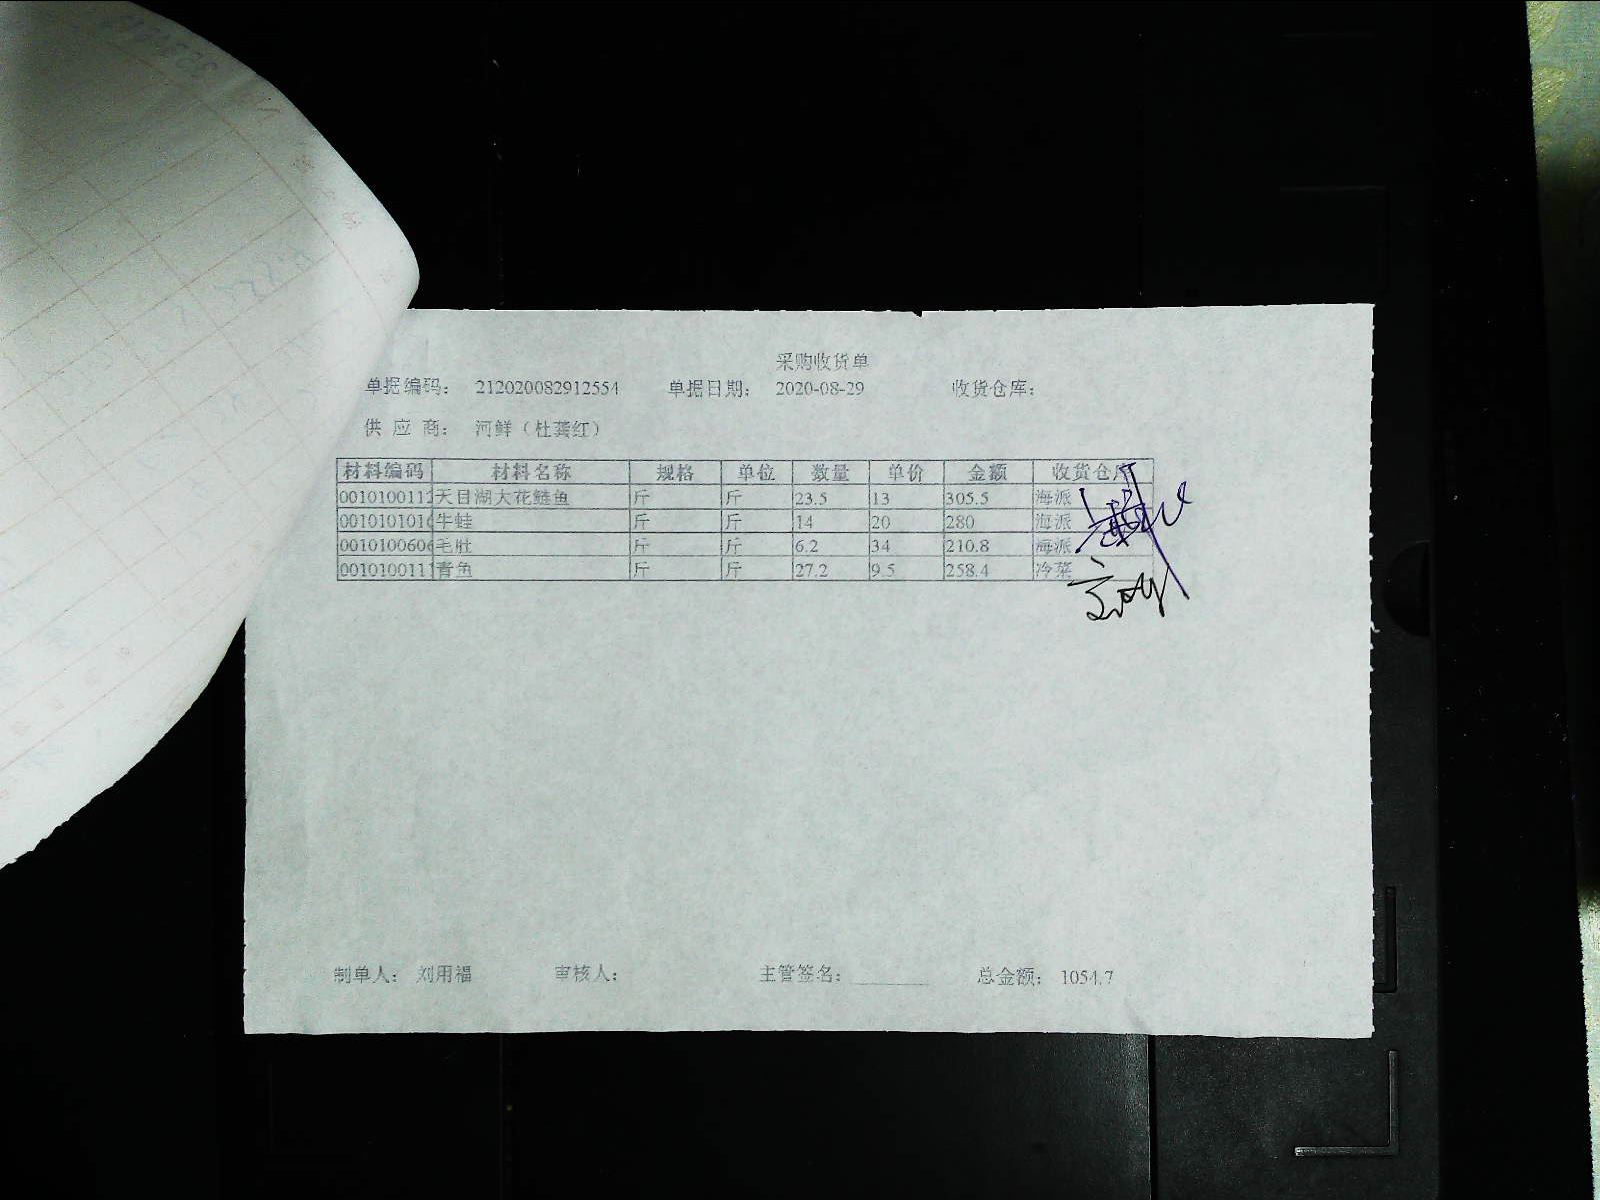 采购收货单
单据编码： 212020082912554 单据日期： 2020-08-29 收货仓库：
供 应 商： 河鲜（杜龚红）
材料编码 材料名称 规格 单位 数量 单价 金额 收货仓库
0010100112 天目湖大花鲢鱼 斤 斤 23.5 13 305.5 海派
001010101 牛蛙 斤 斤 14 20 280 海派
001010060 毛肚 斤 斤 6.2 34 210.8 海派
001010011 青鱼 斤 斤 27.2 9.5 258.4 冷菜
制单人： 刘用福 审核人： 主管签名： 总金额： 1054.7